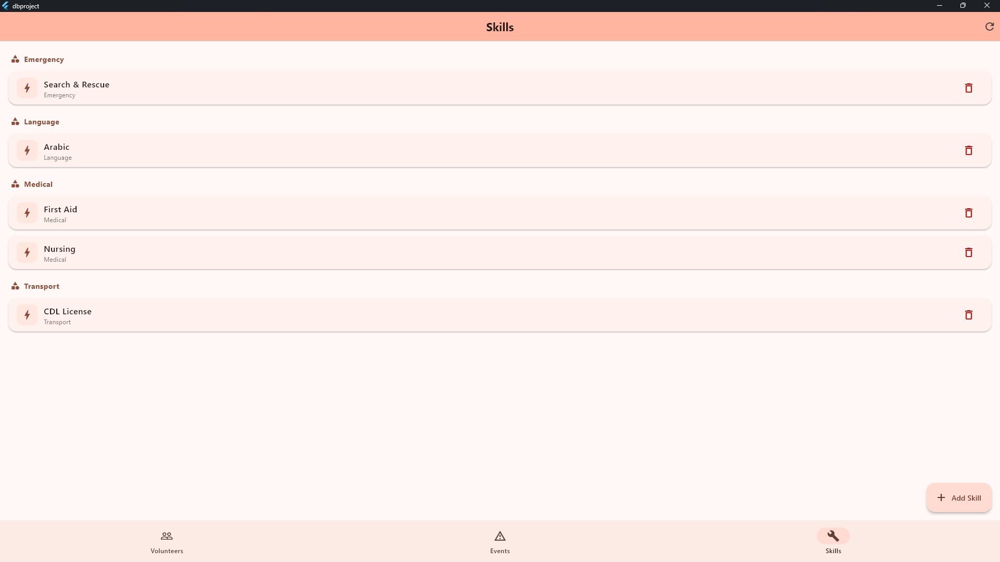 dbproject
Skills
Emergency
Search & Rescue
Emergency
Language
Arabic
Language
Medical
First Aid
Medical
Nursing
Medical
Transport
CDL License
Transport
Add Skill
Volunteers
Events
Skills